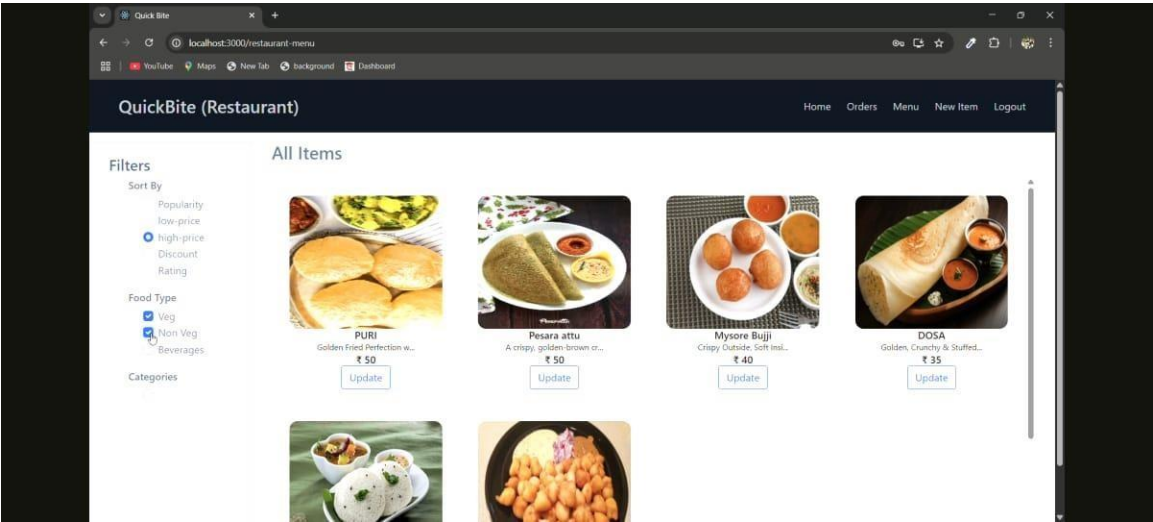 Quick Bite
localhost:3000/restaurant-menu
YouTube Maps New Tab background Dashboard
QuickBite (Restaurant)
Home Orders Menu New Item Logout
Filters
Sort By
Popularity
low-price
high-price
Discount
Rating
Food Type
Veg
Non Veg
Beverages
Categories
All Items
PURI Pesara attu Mysore Bujji DOSA
Golden Fried Perfection w... A crispy, golden-brown cr... Crispy Outside, Soft Insi... Golden, Crunchy & Stuffed...
₹ 50 ₹ 50 ₹ 40 ₹ 35
Update Update Update Update